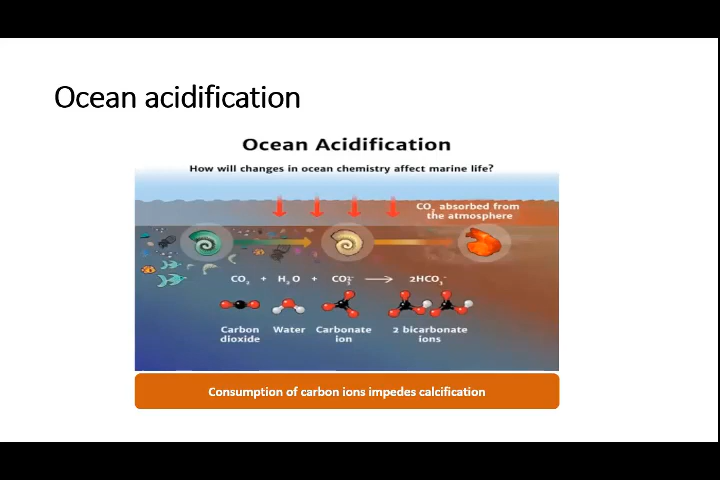 Ocean acidification
Ocean Acidification
How will changes in ocean chemistry affect marine life?
CO₂ absorbed from
the atmosphere
CO₂ + H₂O + CO₃²⁻ ⟶ 2HCO₃⁻
Carbon dioxide
Water
Carbonate ion
2 bicarbonate ions
Consumption of carbon ions impedes calcification